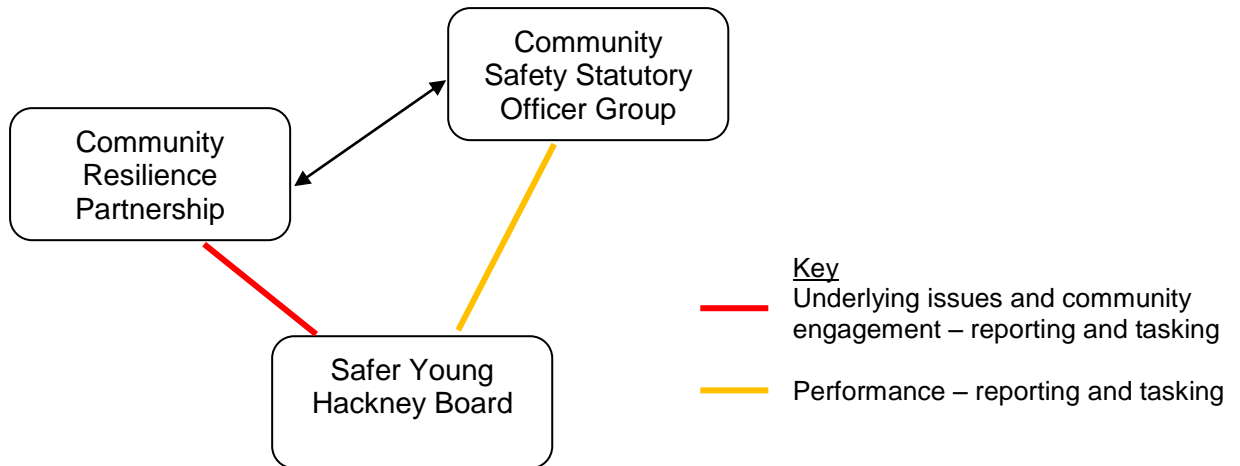 Community
Safety Statutory
Officer Group
Community
Resilience
Partnership
Safer Young
Hackney Board
Key
Underlying issues and community
engagement – reporting and tasking
Performance – reporting and tasking